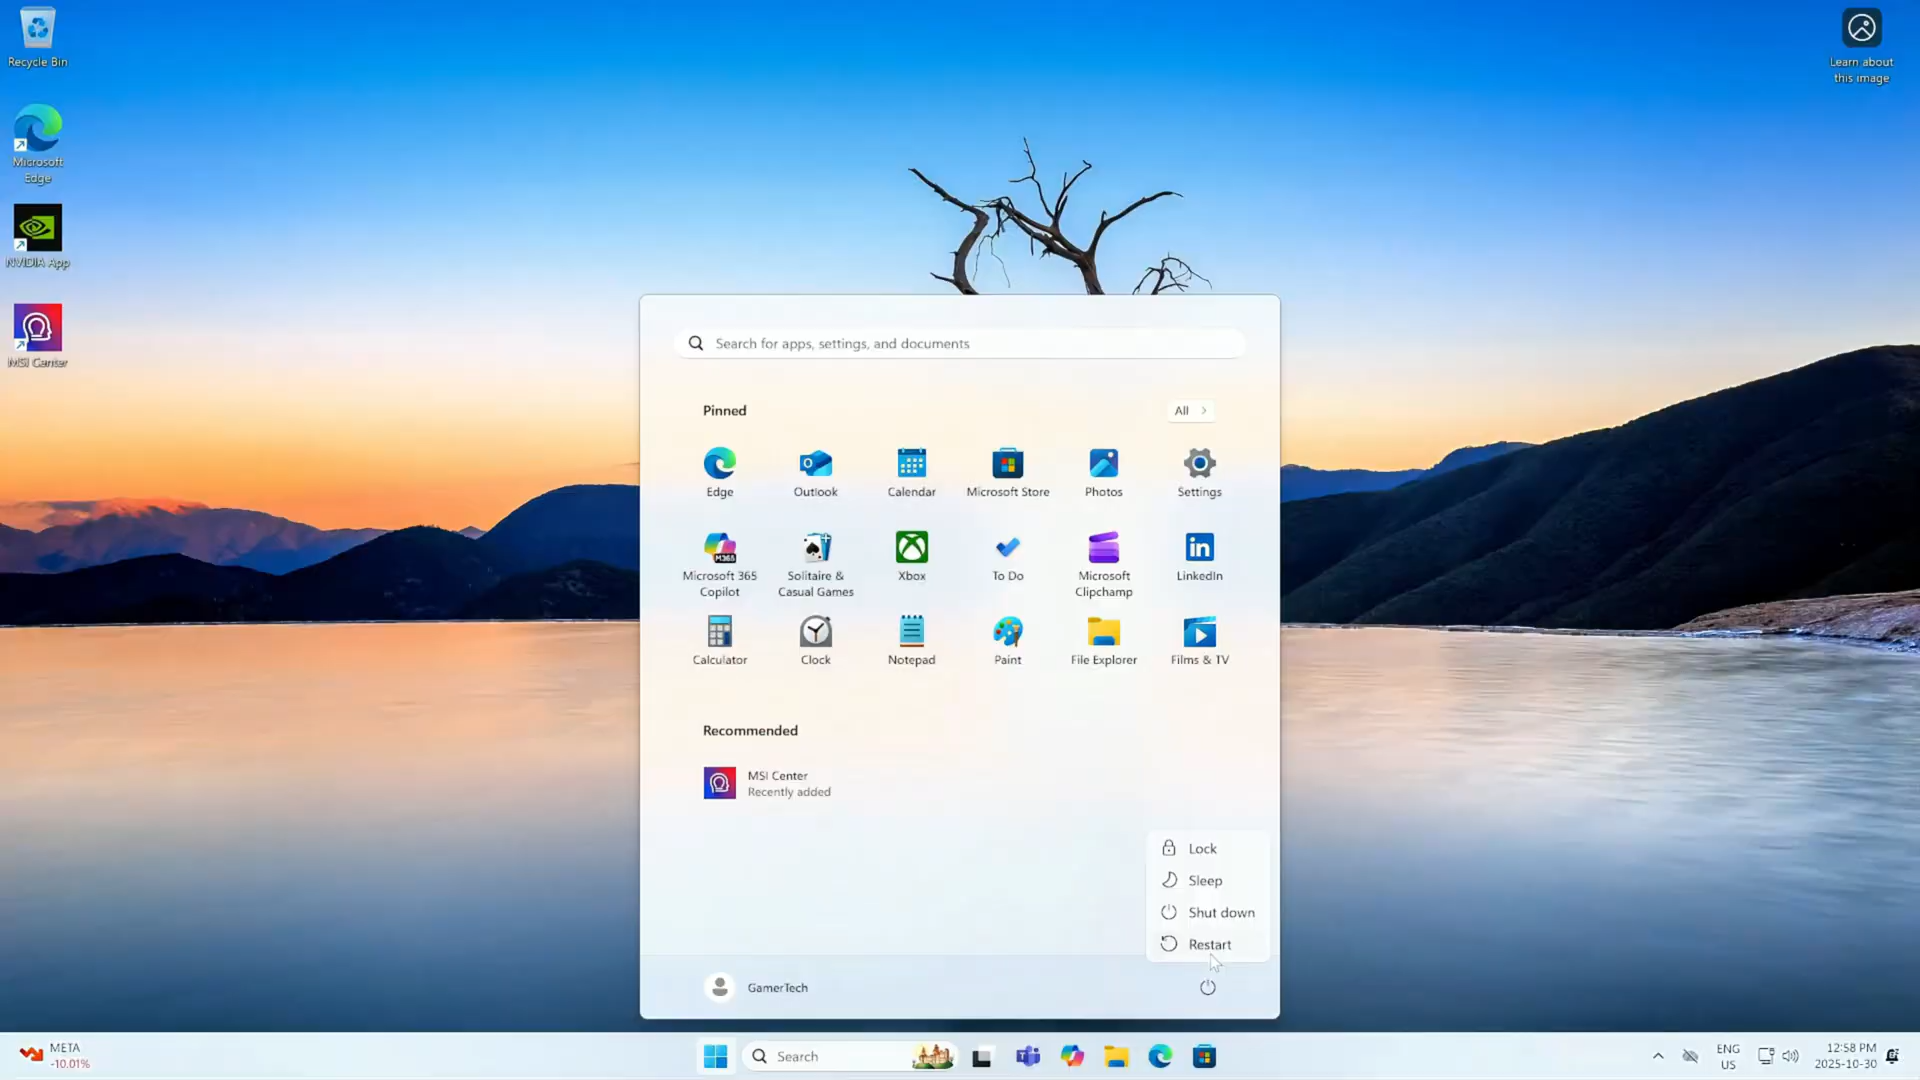 Recycle Bin
Learn about
this image
Microsoft
Edge
NVIDIA App
MSI Center
Search for apps, settings, and documents
Pinned
All
Edge
Outlook
Calendar
Microsoft Store
Photos
Settings
M365
Microsoft 365
Copilot
Solitaire &
Casual Games
Xbox
To Do
Microsoft
Clipchamp
LinkedIn
Calculator
Clock
Notepad
Paint
File Explorer
Films & TV
Recommended
MSI Center
Recently added
Lock
Sleep
Shut down
Restart
GamerTech
META
-10.01%
Search
ENG
US
12:58 PM
2025-10-30